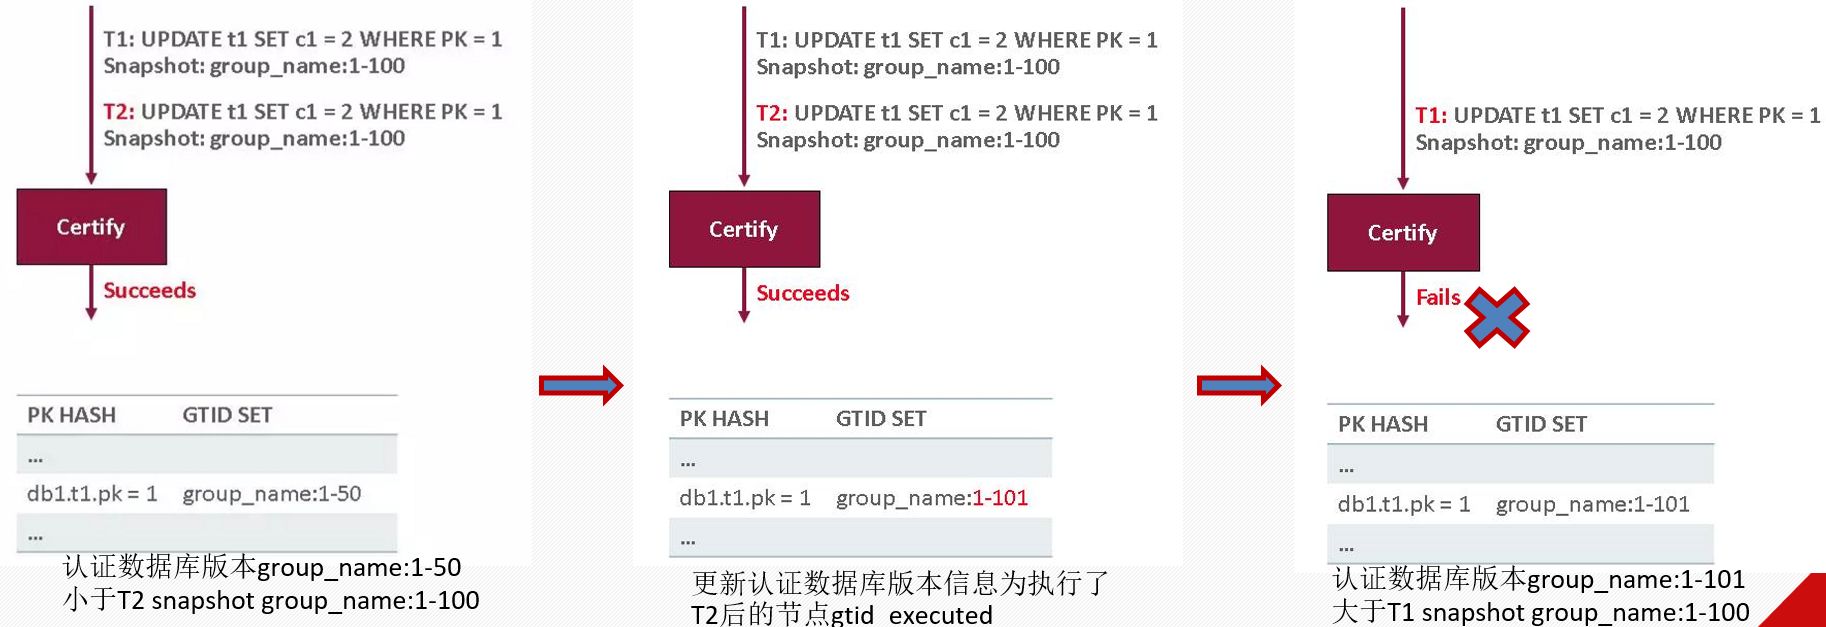 T1: UPDATE t1 SET c1 = 2 WHERE PK = 1
Snapshot: group_name:1-100
T2: UPDATE t1 SET c1 = 2 WHERE PK = 1
Snapshot: group_name:1-100
Certify
Succeeds
PK HASH GTID SET
...
db1.t1.pk = 1 group_name:1-50
...
认证数据库版本group_name:1-50
小于T2 snapshot group_name:1-100
T1: UPDATE t1 SET c1 = 2 WHERE PK = 1
Snapshot: group_name:1-100
T2: UPDATE t1 SET c1 = 2 WHERE PK = 1
Snapshot: group_name:1-100
Certify
Succeeds
PK HASH GTID SET
...
db1.t1.pk = 1 group_name:1-101
...
更新认证数据库版本信息为执行了
T2后的节点gtid_executed
T1: UPDATE t1 SET c1 = 2 WHERE PK = 1
Snapshot: group_name:1-100
Certify
Fails
PK HASH GTID SET
...
db1.t1.pk = 1 group_name:1-101
...
认证数据库版本group_name:1-101
大于T1 snapshot group_name:1-100